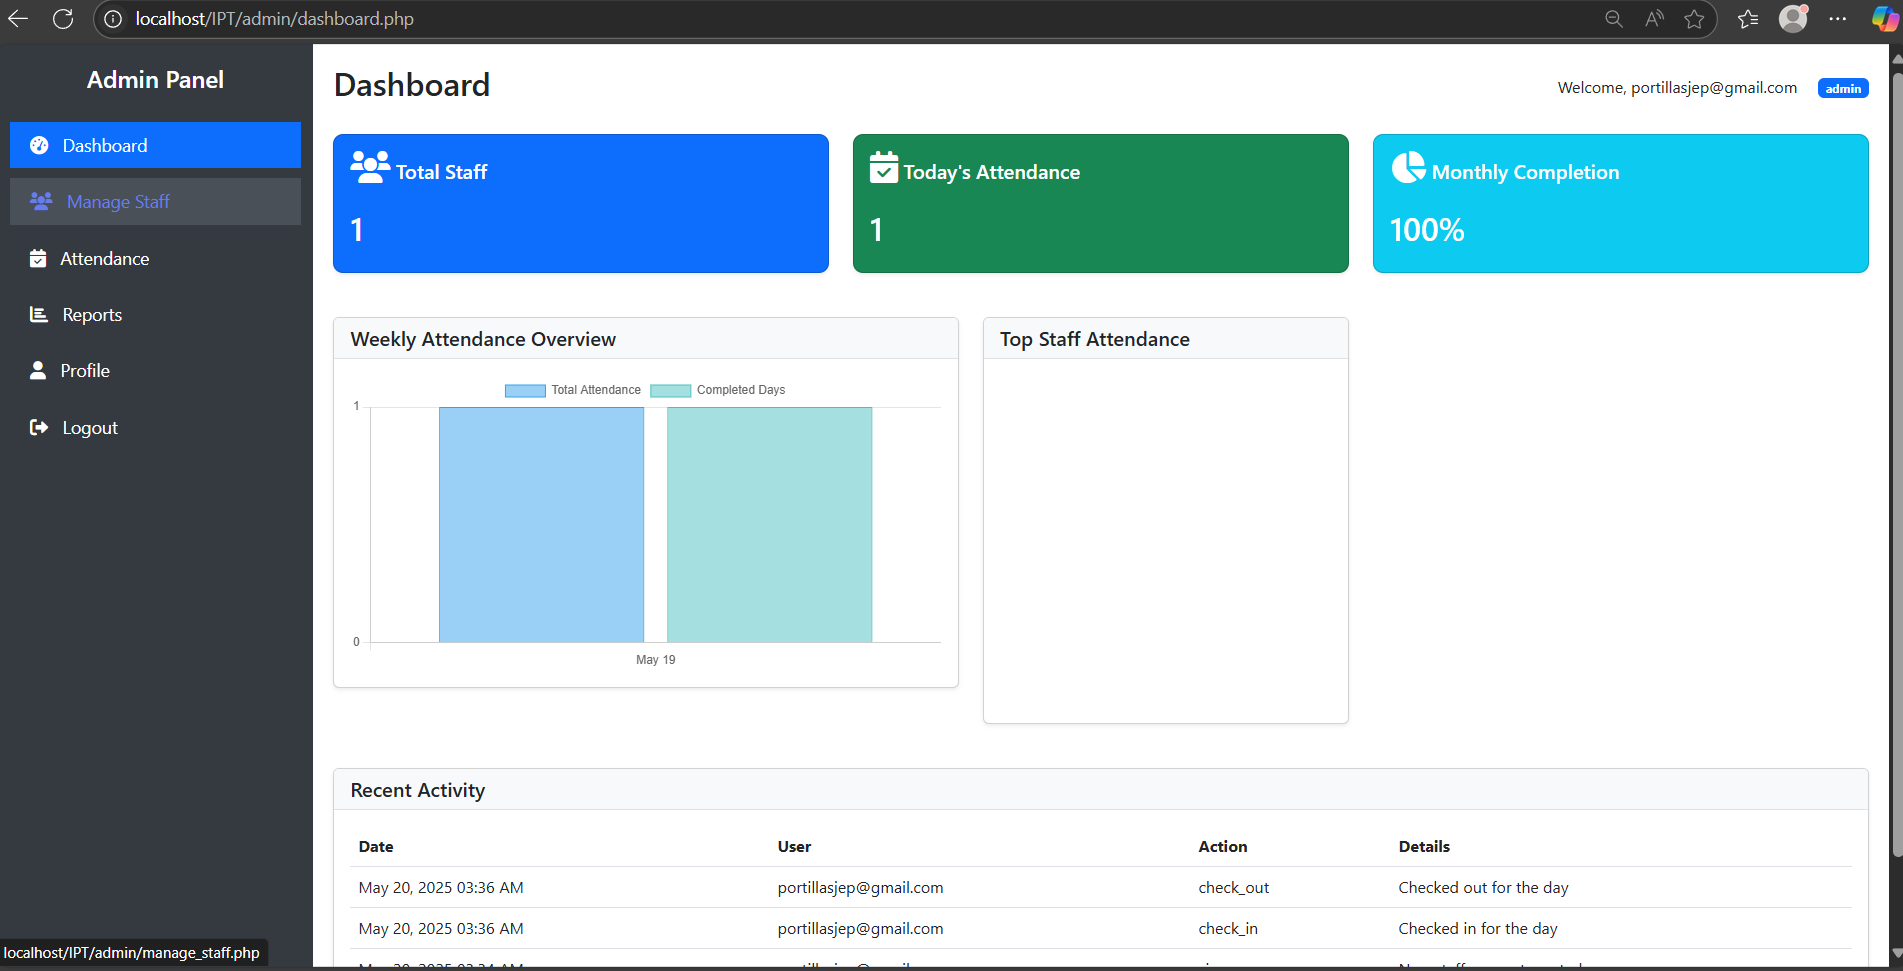 localhost/IPT/admin/dashboard.php
Admin Panel
Dashboard
Manage Staff
Attendance
Reports
Profile
Logout
Dashboard
Welcome, portillasjep@gmail.com admin
Total Staff
1
Today's Attendance
1
Monthly Completion
100%
Weekly Attendance Overview
Total Attendance Completed Days
1
0
May 19
Top Staff Attendance
Recent Activity
Date User Action Details
May 20, 2025 03:36 AM portillasjep@gmail.com check_out Checked out for the day
May 20, 2025 03:36 AM portillasjep@gmail.com check_in Checked in for the day
localhost/IPT/admin/manage_staff.php